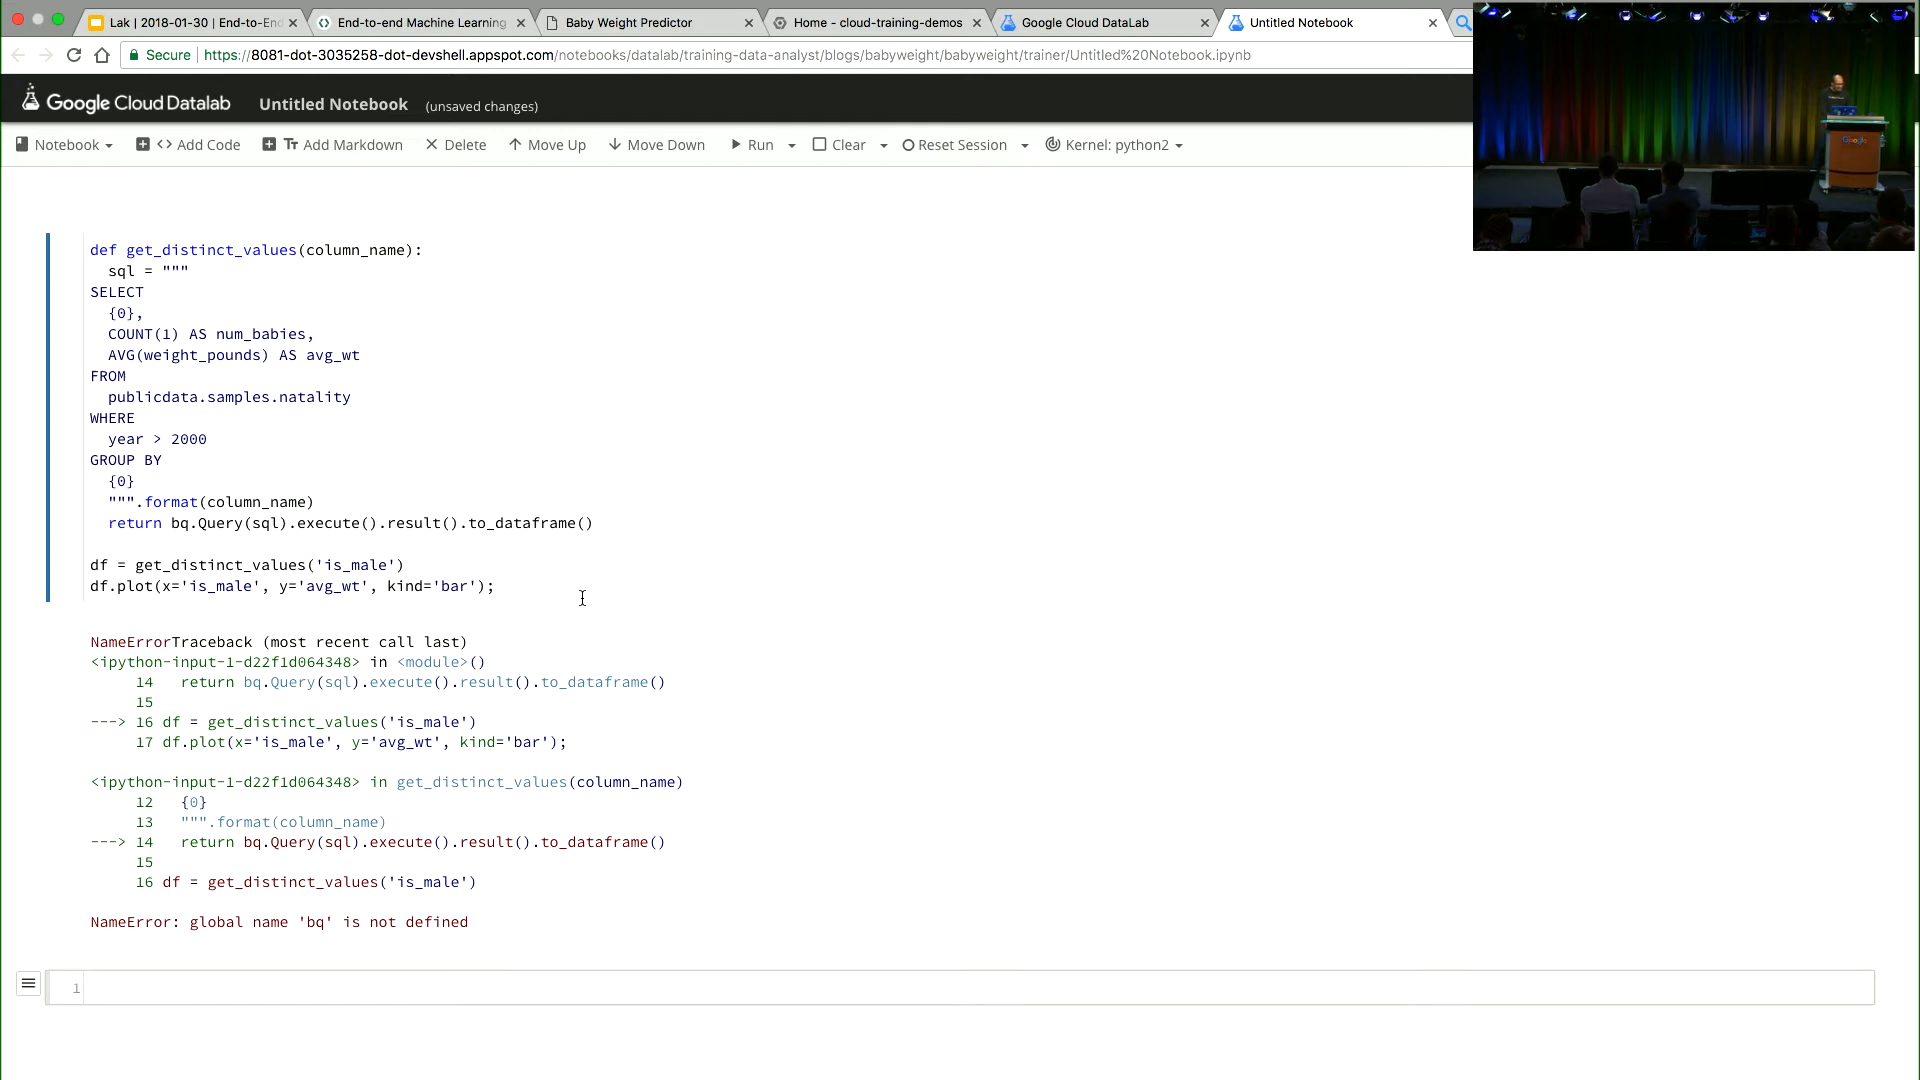 Lak | 2018-01-30 | End-to-En
End-to-end Machine Learning
Baby Weight Predictor
Home - cloud-training-demos
Google Cloud DataLab
Untitled Notebook
Secure
https://8081-dot-3035258-dot-devshell.appspot.com/notebooks/datalab/training-data-analyst/blogs/babyweight/babyweight/trainer/Untitled%20Notebook.ipynb
Google Cloud Datalab Untitled Notebook (unsaved changes)
Notebook <> Add Code Tт Add Markdown Delete Move Up Move Down Run Clear Reset Session Kernel: python2
Google
def get_distinct_values(column_name):
sql = """
SELECT
{0},
COUNT(1) AS num_babies,
AVG(weight_pounds) AS avg_wt
FROM
publicdata.samples.natality
WHERE
year > 2000
GROUP BY
{0}
""".format(column_name)
return bq.Query(sql).execute().result().to_dataframe()
df = get_distinct_values('is_male')
df.plot(x='is_male', y='avg_wt', kind='bar');
NameErrorTraceback (most recent call last)
<ipython-input-1-d22f1d064348> in <module>()
14 return bq.Query(sql).execute().result().to_dataframe()
15
---> 16 df = get_distinct_values('is_male')
17 df.plot(x='is_male', y='avg_wt', kind='bar');
<ipython-input-1-d22f1d064348> in get_distinct_values(column_name)
12 {0}
13 """.format(column_name)
---> 14 return bq.Query(sql).execute().result().to_dataframe()
15
16 df = get_distinct_values('is_male')
NameError: global name 'bq' is not defined
1